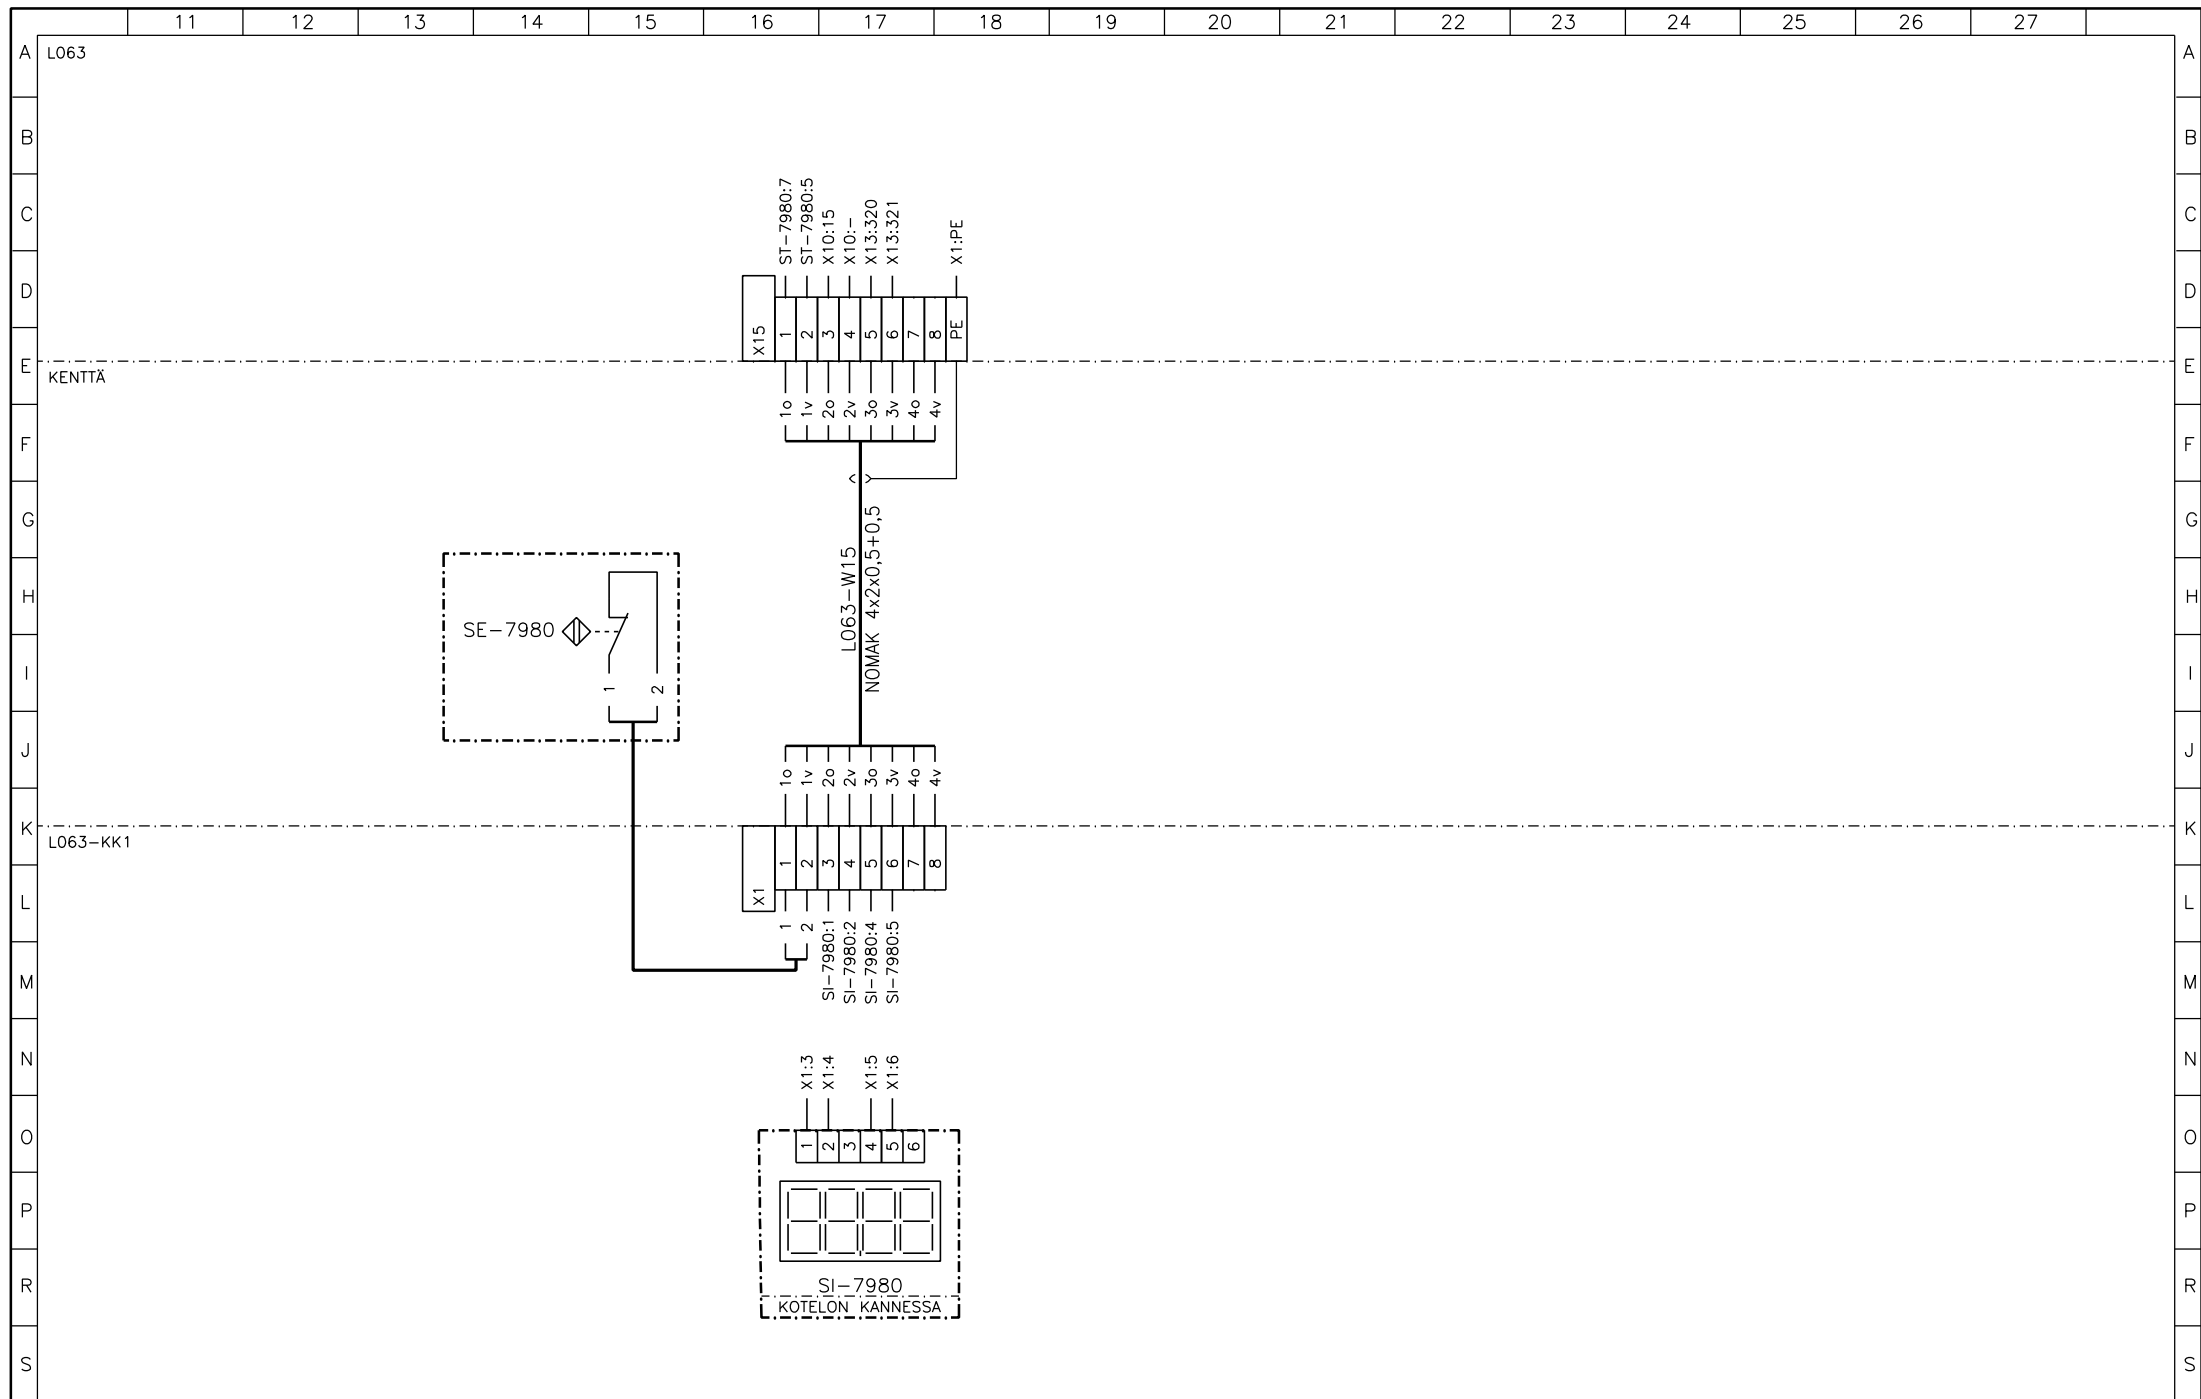 11 12 13 14 15 16 17 18 19 20 21 22 23 24 25 26 27
A L063 A
B B
C C
ST-7980:7
ST-7980:5
X10:15
X10:-
X13:320
X13:321
X1:PE
D D
X15 1 2 3 4 5 6 7 8 PE
E E
KENTTÄ
1o 1v 2o 2v 3o 3v 4o 4v
F F
G G
L063-W15
NOMAK 4x2x0,5+0,5
H H
SE-7980
I I
1 2
J J
1o 1v 2o 2v 3o 3v 4o 4v
K K
L063-KK1
X1 1 2 3 4 5 6 7 8
L L
1 2
SI-7980:1
SI-7980:2
SI-7980:4
SI-7980:5
M M
N N
X1:3
X1:4
X1:5
X1:6
O O
1 2 3 4 5 6
P P
R R
SI-7980
KOTELON KANNESSA
S S